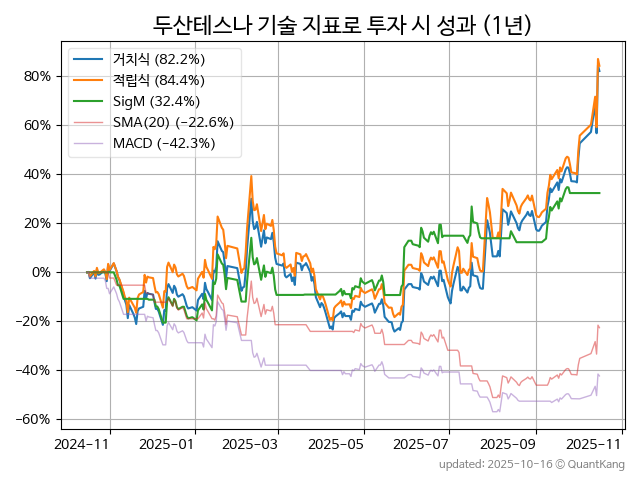 두산테스나 기술 지표로 투자 시 성과 (1년)
거치식 (82.2%)
적립식 (84.4%)
SigM (32.4%)
SMA(20) (−22.6%)
MACD (−42.3%)
80%
60%
40%
20%
0%
−20%
−40%
−60%
2024−11 2025−01 2025−03 2025−05 2025−07 2025−09 2025−11
updated: 2025-10-16 © QuantKang